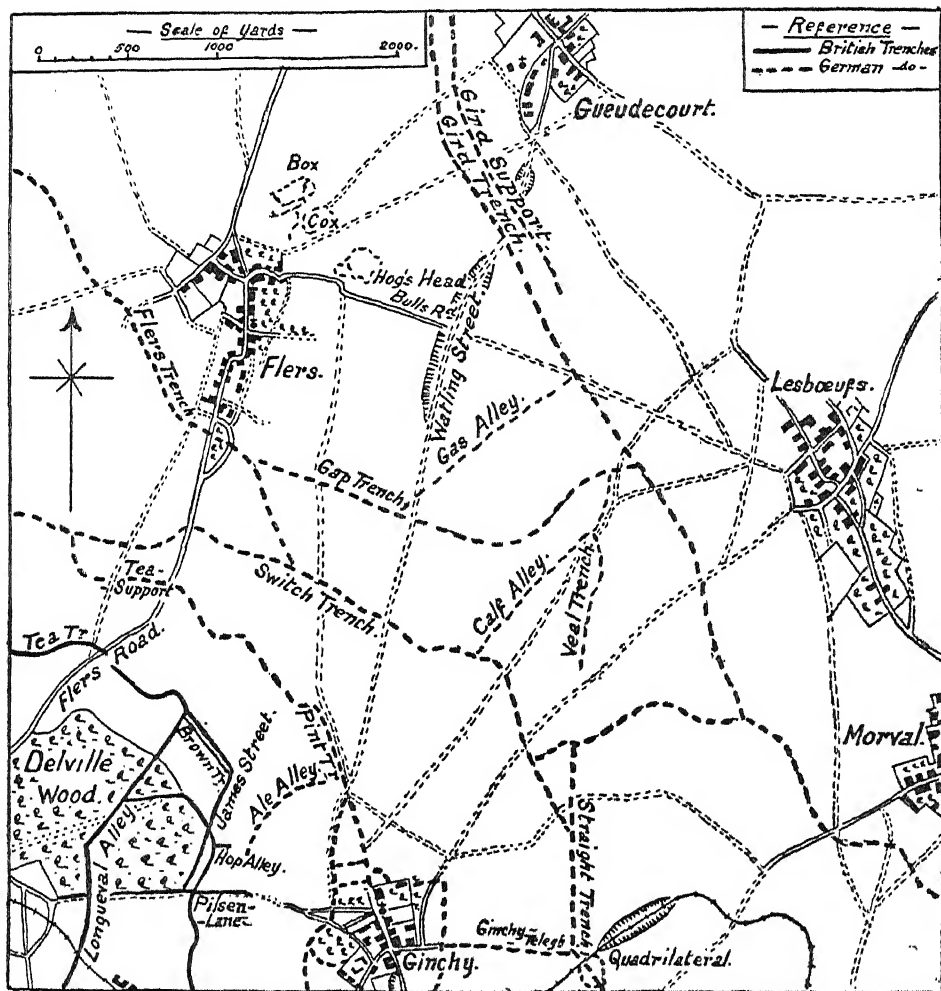 — Scale of Yards —
0 500 1000 2000.
— Reference —
British Trenches
German -do-
Gueudecourt.
Gird Support
Gird Trench
Box
Cox
Hog's Head
Bulls R
Watling Street
Flers Trench
Flers.
Lesbœufs.
Gas Alley.
Gap Trench
Tea-
Support
Switch Trench.
Calf Alley.
Veal Trench
Tea Tr
Flers Road.
Pint Tr
Morval.
Delville
Wood.
Brown Tr
James Street.
Ale Alley
Longueval Alley
Hop Alley.
Straight Trench
Pilsen-
Lane
Ginchy-
Telegh
Ginchy.
Quadrilateral.